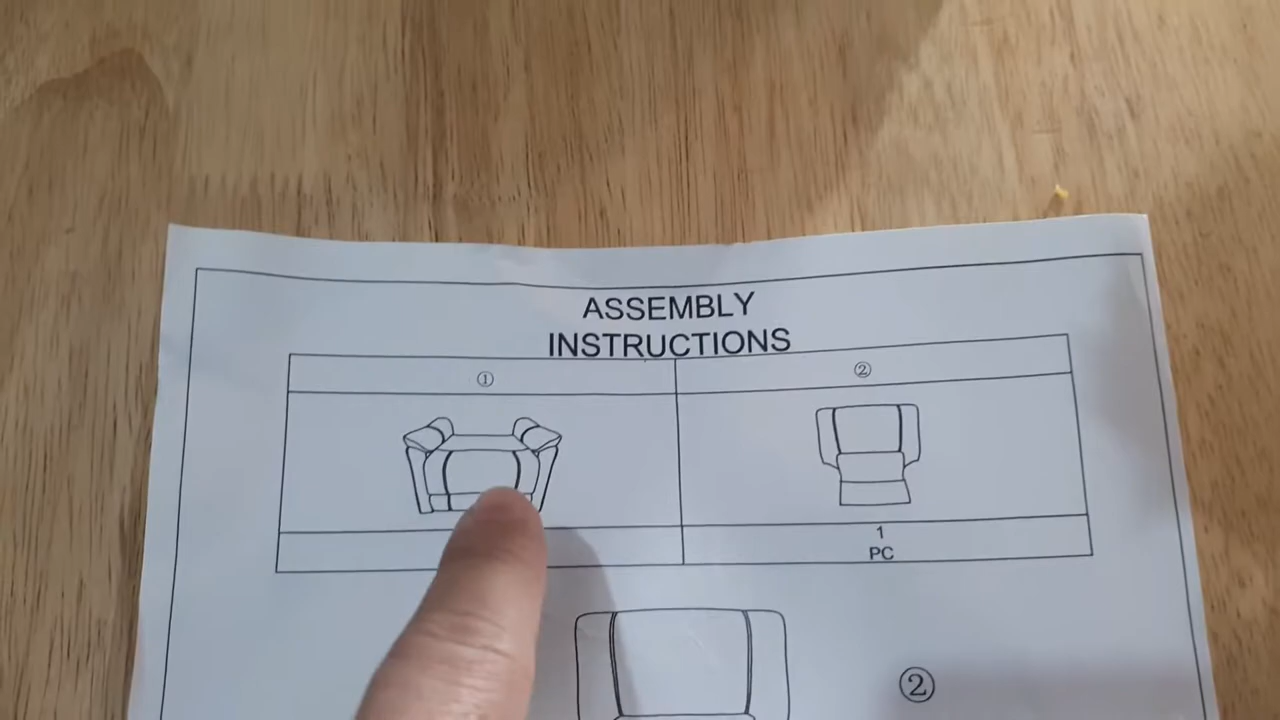 ASSEMBLY
INSTRUCTIONS
① ②
1
PC
②